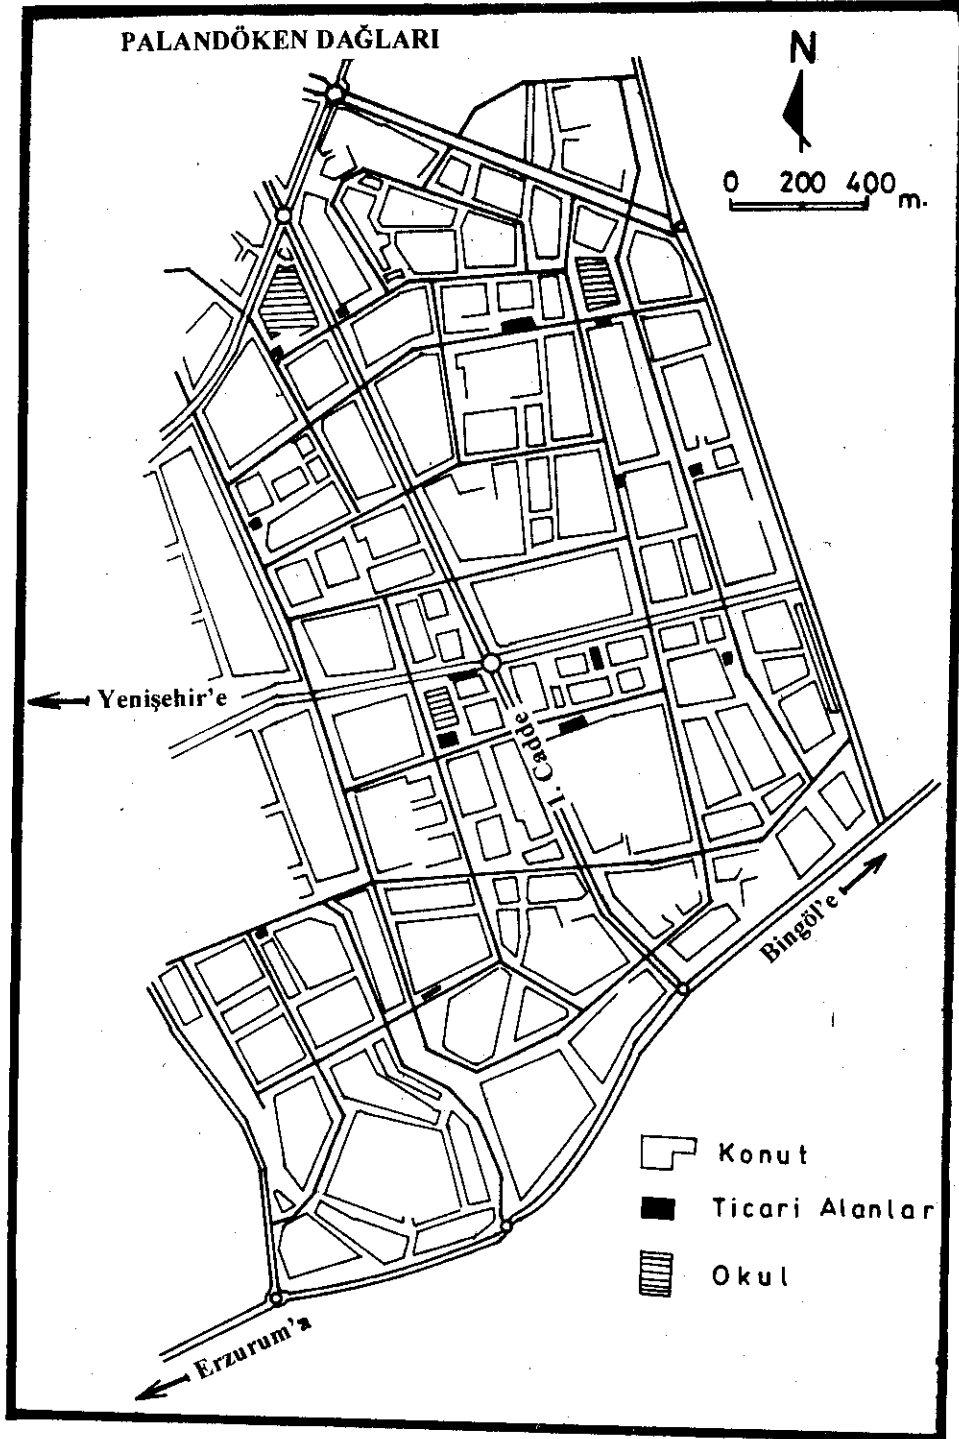 PALANDÖKEN DAĞLARI
N
0 200 400 m.
Yenişehir'e
1. Cadde
Bingöl'e
Konut
Ticari Alanlar
Okul
Erzurum'a